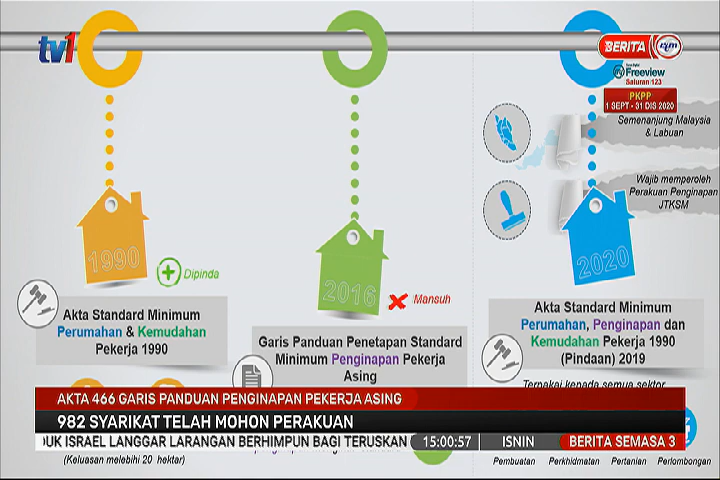 tv1
BERITA rtm
Freeview
Saluran 123
PKPP
1 SEPT - 31 DIS 2020
Semenanjung Malaysia
& Labuan
Wajib memperoleh
Perakuan Penginapan
JTKSM
1990
2016
2020
Dipinda
Mansuh
Akta Standard Minimum
Perumahan & Kemudahan
Pekerja 1990
Garis Panduan Penetapan Standard
Minimum Penginapan Pekerja
Asing
Akta Standard Minimum
Perumahan, Penginapan dan
Kemudahan Pekerja 1990
(Pindaan) 2019
Terpakai kepada semua sektor
AKTA 466 GARIS PANDUAN PENGINAPAN PEKERJA ASING
982 SYARIKAT TELAH MOHON PERAKUAN
DUK ISRAEL LANGGAR LARANGAN BERHIMPUN BAGI TERUSKAN
15:00:57
ISNIN
BERITA SEMASA 3
(Keluasan melebihi 20 hektar)
Pembuatan Perkhidmatan Pertanian Perlombongan